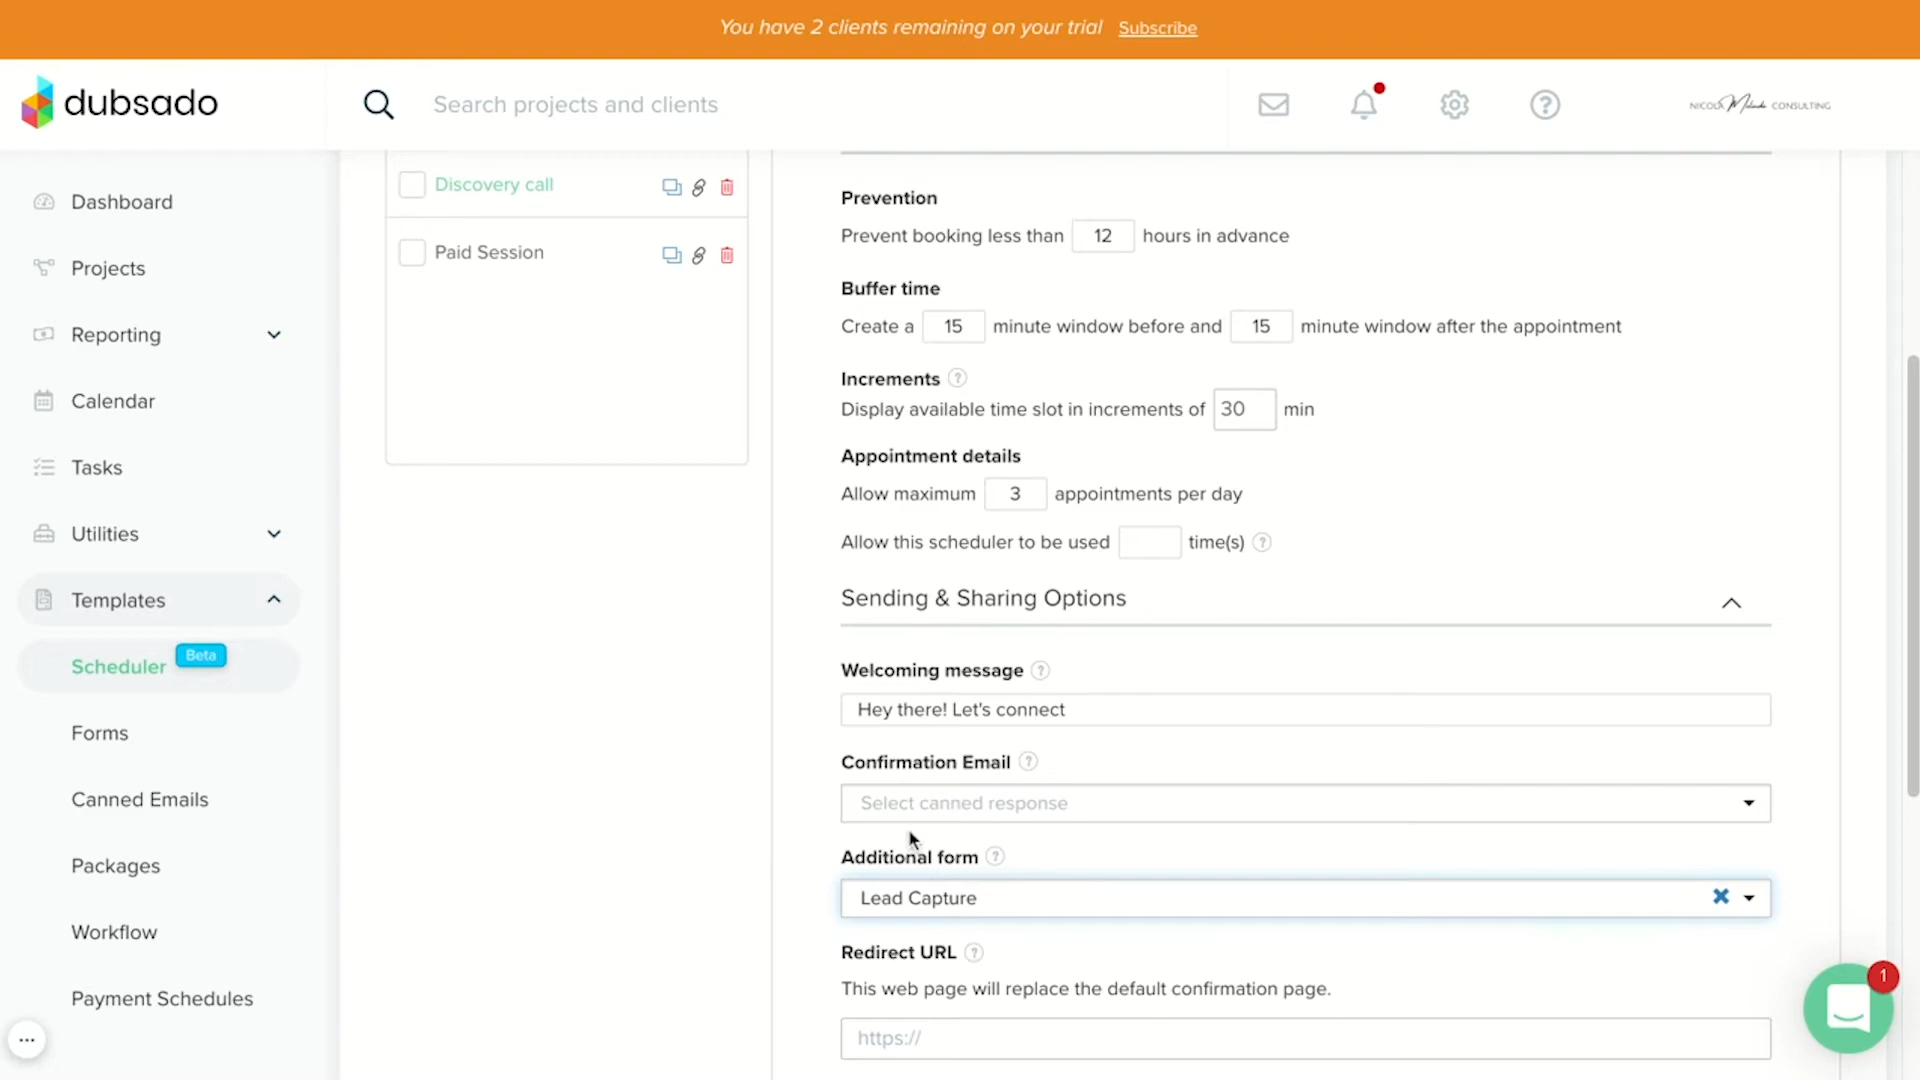 You have 2 clients remaining on your trial Subscribe
dubsado
Search projects and clients
NICOLA CONSULTING
Dashboard
Projects
Reporting
Calendar
Tasks
Utilities
Templates
Scheduler Beta
Forms
Canned Emails
Packages
Workflow
Payment Schedules
...
Discovery call
Paid Session
Prevention
Prevent booking less than 12 hours in advance
Buffer time
Create a 15 minute window before and 15 minute window after the appointment
Increments ?
Display available time slot in increments of 30 min
Appointment details
Allow maximum 3 appointments per day
Allow this scheduler to be used time(s) ?
Sending & Sharing Options
Welcoming message ?
Hey there! Let's connect
Confirmation Email ?
Select canned response
Additional form ?
Lead Capture
Redirect URL ?
This web page will replace the default confirmation page.
https://
1